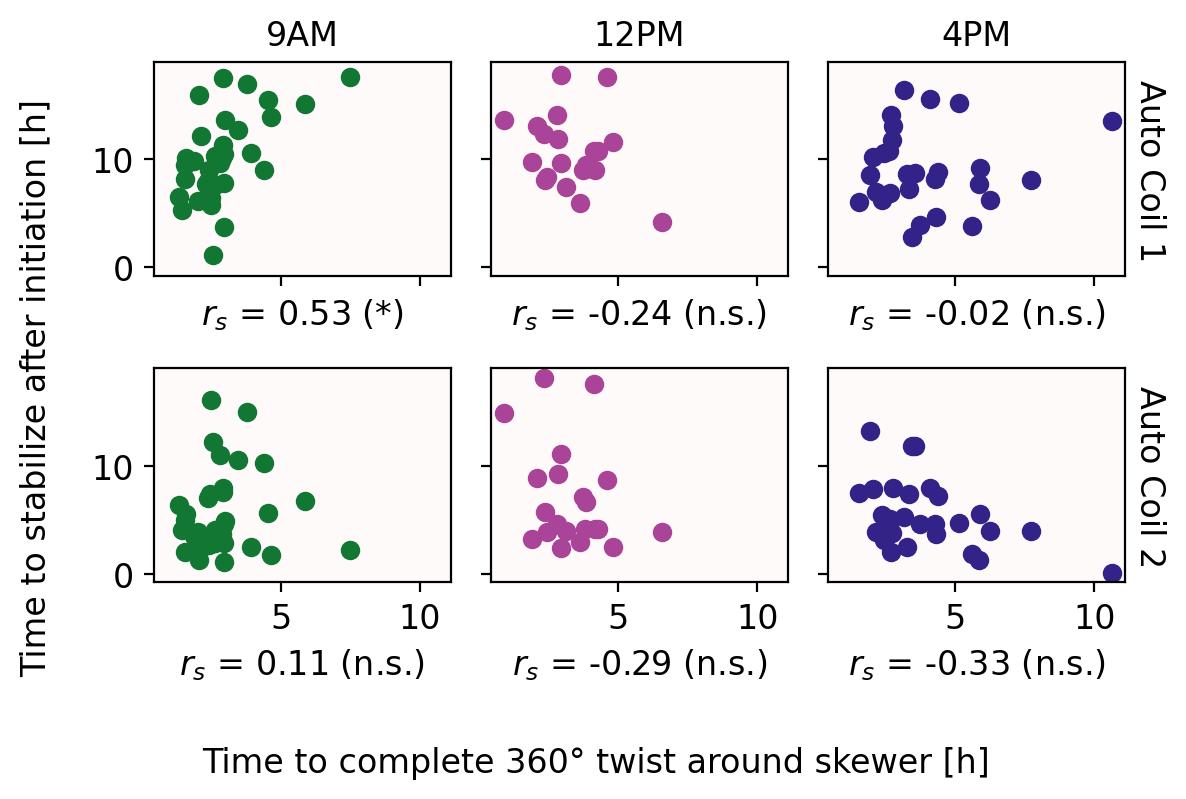 9AM
12PM
4PM
Time to stabilize after initiation [h]
10
0
Auto Coil 1
r_s = 0.53 (*)
r_s = -0.24 (n.s.)
r_s = -0.02 (n.s.)
10
0
Auto Coil 2
5 10
5 10
5 10
r_s = 0.11 (n.s.)
r_s = -0.29 (n.s.)
r_s = -0.33 (n.s.)
Time to complete 360° twist around skewer [h]